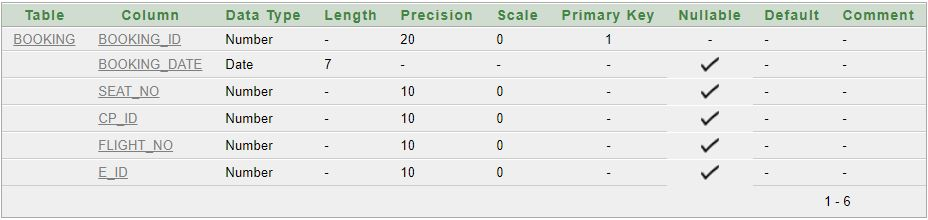 Table Column Data Type Length Precision Scale Primary Key Nullable Default Comment
BOOKING BOOKING_ID Number - 20 0 1 - - -
BOOKING_DATE Date 7 - - - ✓ - -
SEAT_NO Number - 10 0 - ✓ - -
CP_ID Number - 10 0 - ✓ - -
FLIGHT_NO Number - 10 0 - ✓ - -
E_ID Number - 10 0 - ✓ - -
1 - 6